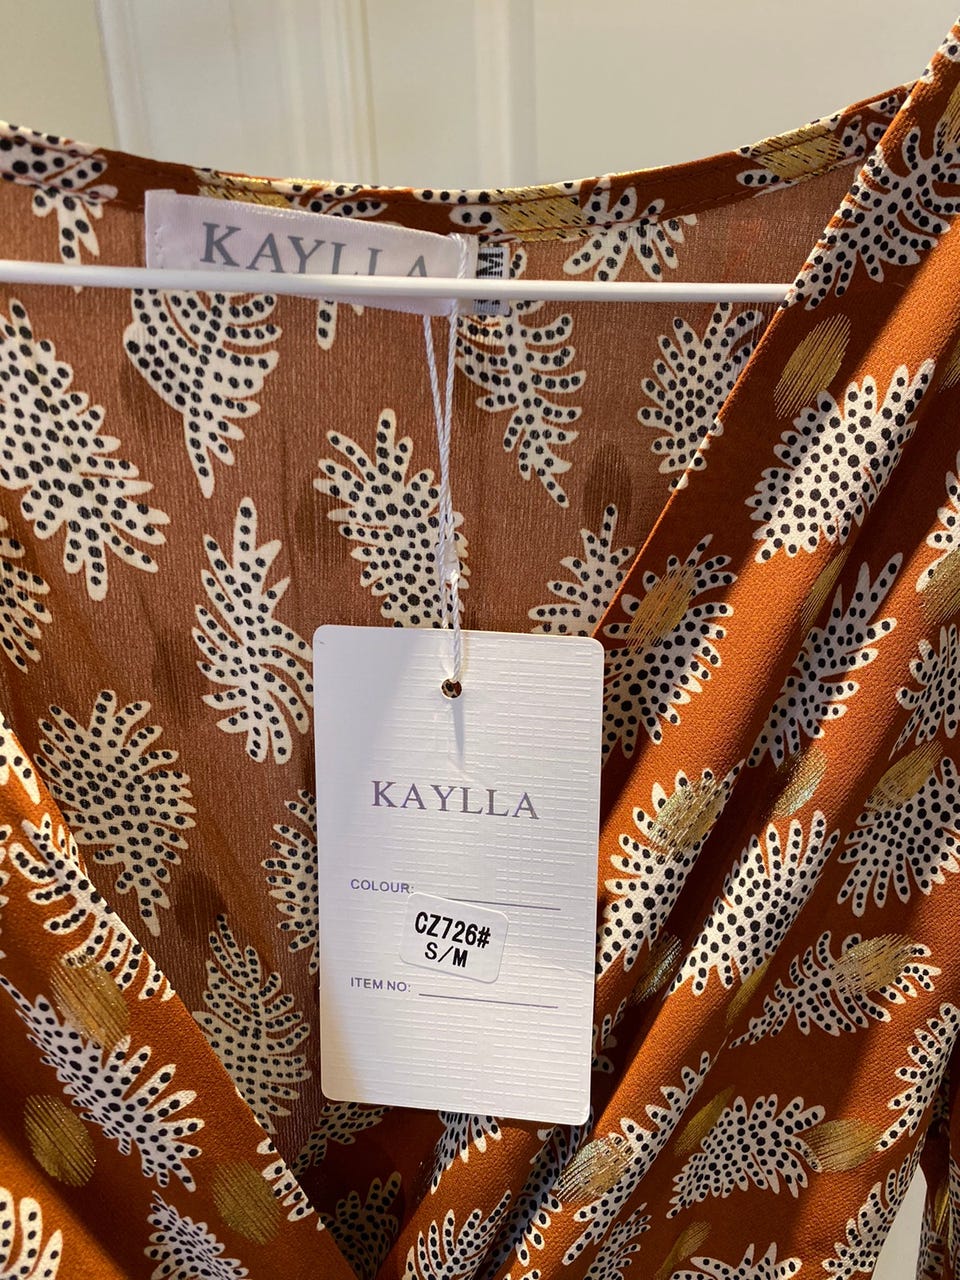 KAYLLA
KAYLLA
COLOUR:
CZ726#
S/M
ITEM NO: